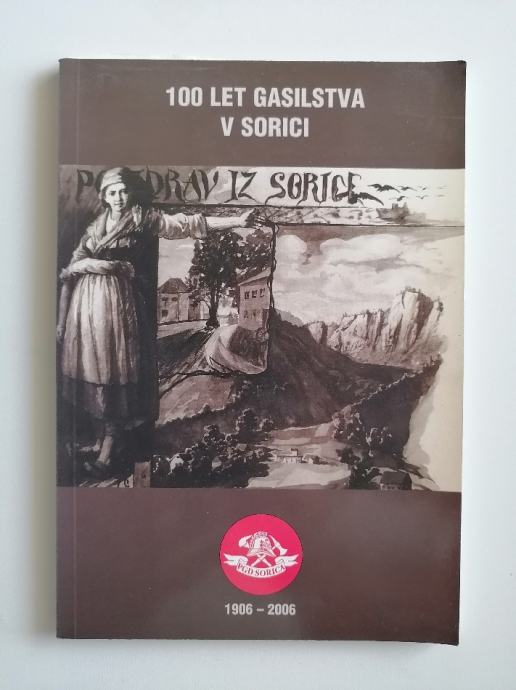 100 LET GASILSTVA
V SORICI
POZDRAV IZ SORICE
PGD SORICA
1906 – 2006